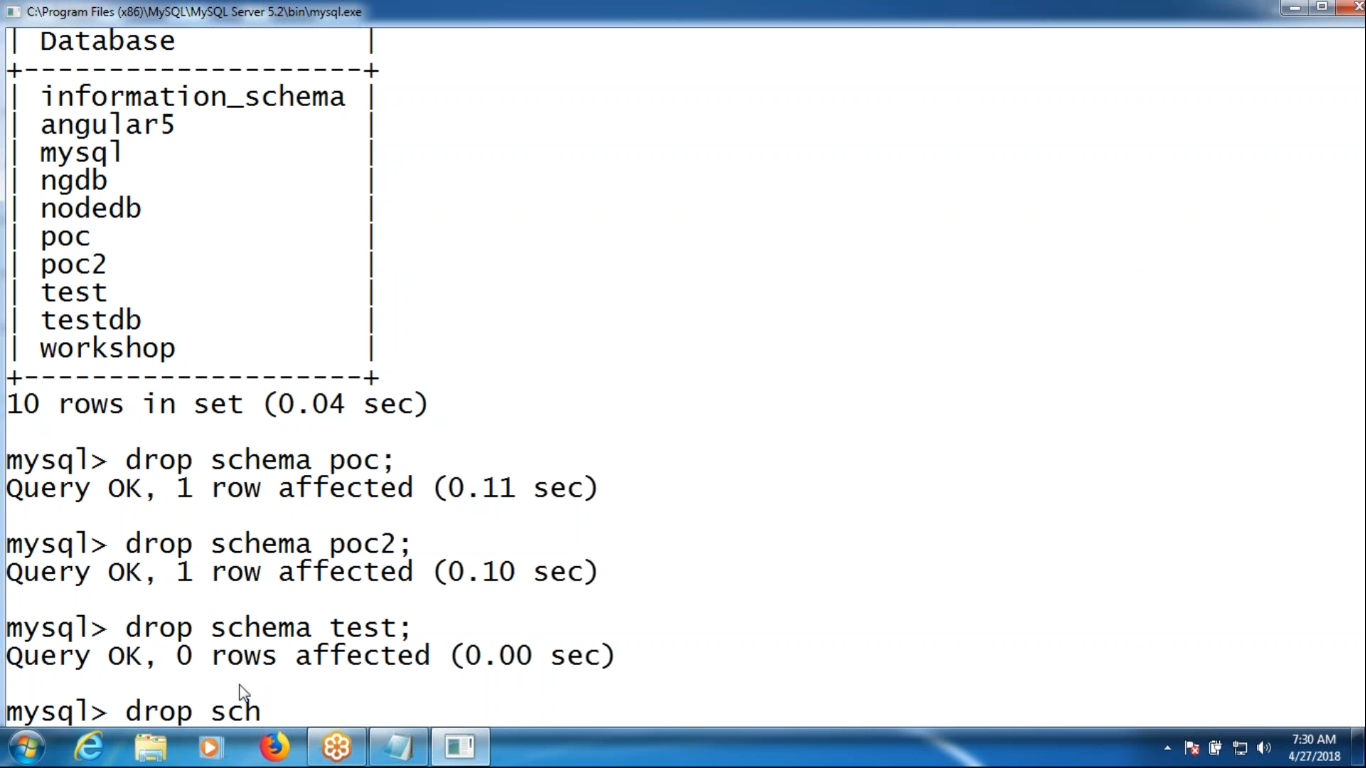 C:\Program Files (x86)\MySQL\MySQL Server 5.2\bin\mysql.exe
| Database           |
+--------------------+
| information_schema |
| angular5           |
| mysql              |
| ngdb               |
| nodedb             |
| poc                |
| poc2               |
| test               |
| testdb             |
| workshop           |
+--------------------+
10 rows in set (0.04 sec)
mysql> drop schema poc;
Query OK, 1 row affected (0.11 sec)
mysql> drop schema poc2;
Query OK, 1 row affected (0.10 sec)
mysql> drop schema test;
Query OK, 0 rows affected (0.00 sec)
mysql> drop sch
7:30 AM
4/27/2018